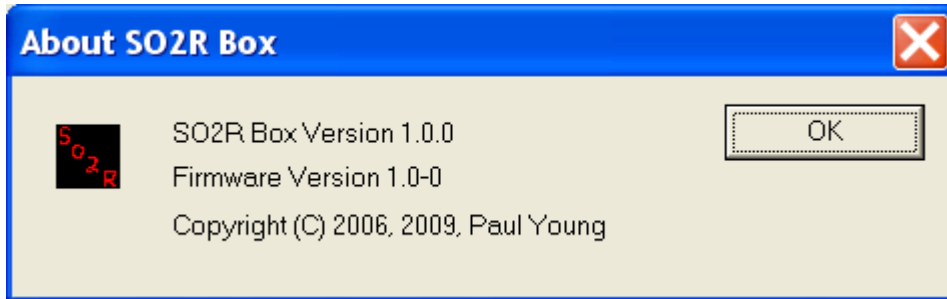 About SO2R Box
So2R
SO2R Box Version 1.0.0
OK
Firmware Version 1.0-0
Copyright (C) 2006, 2009, Paul Young